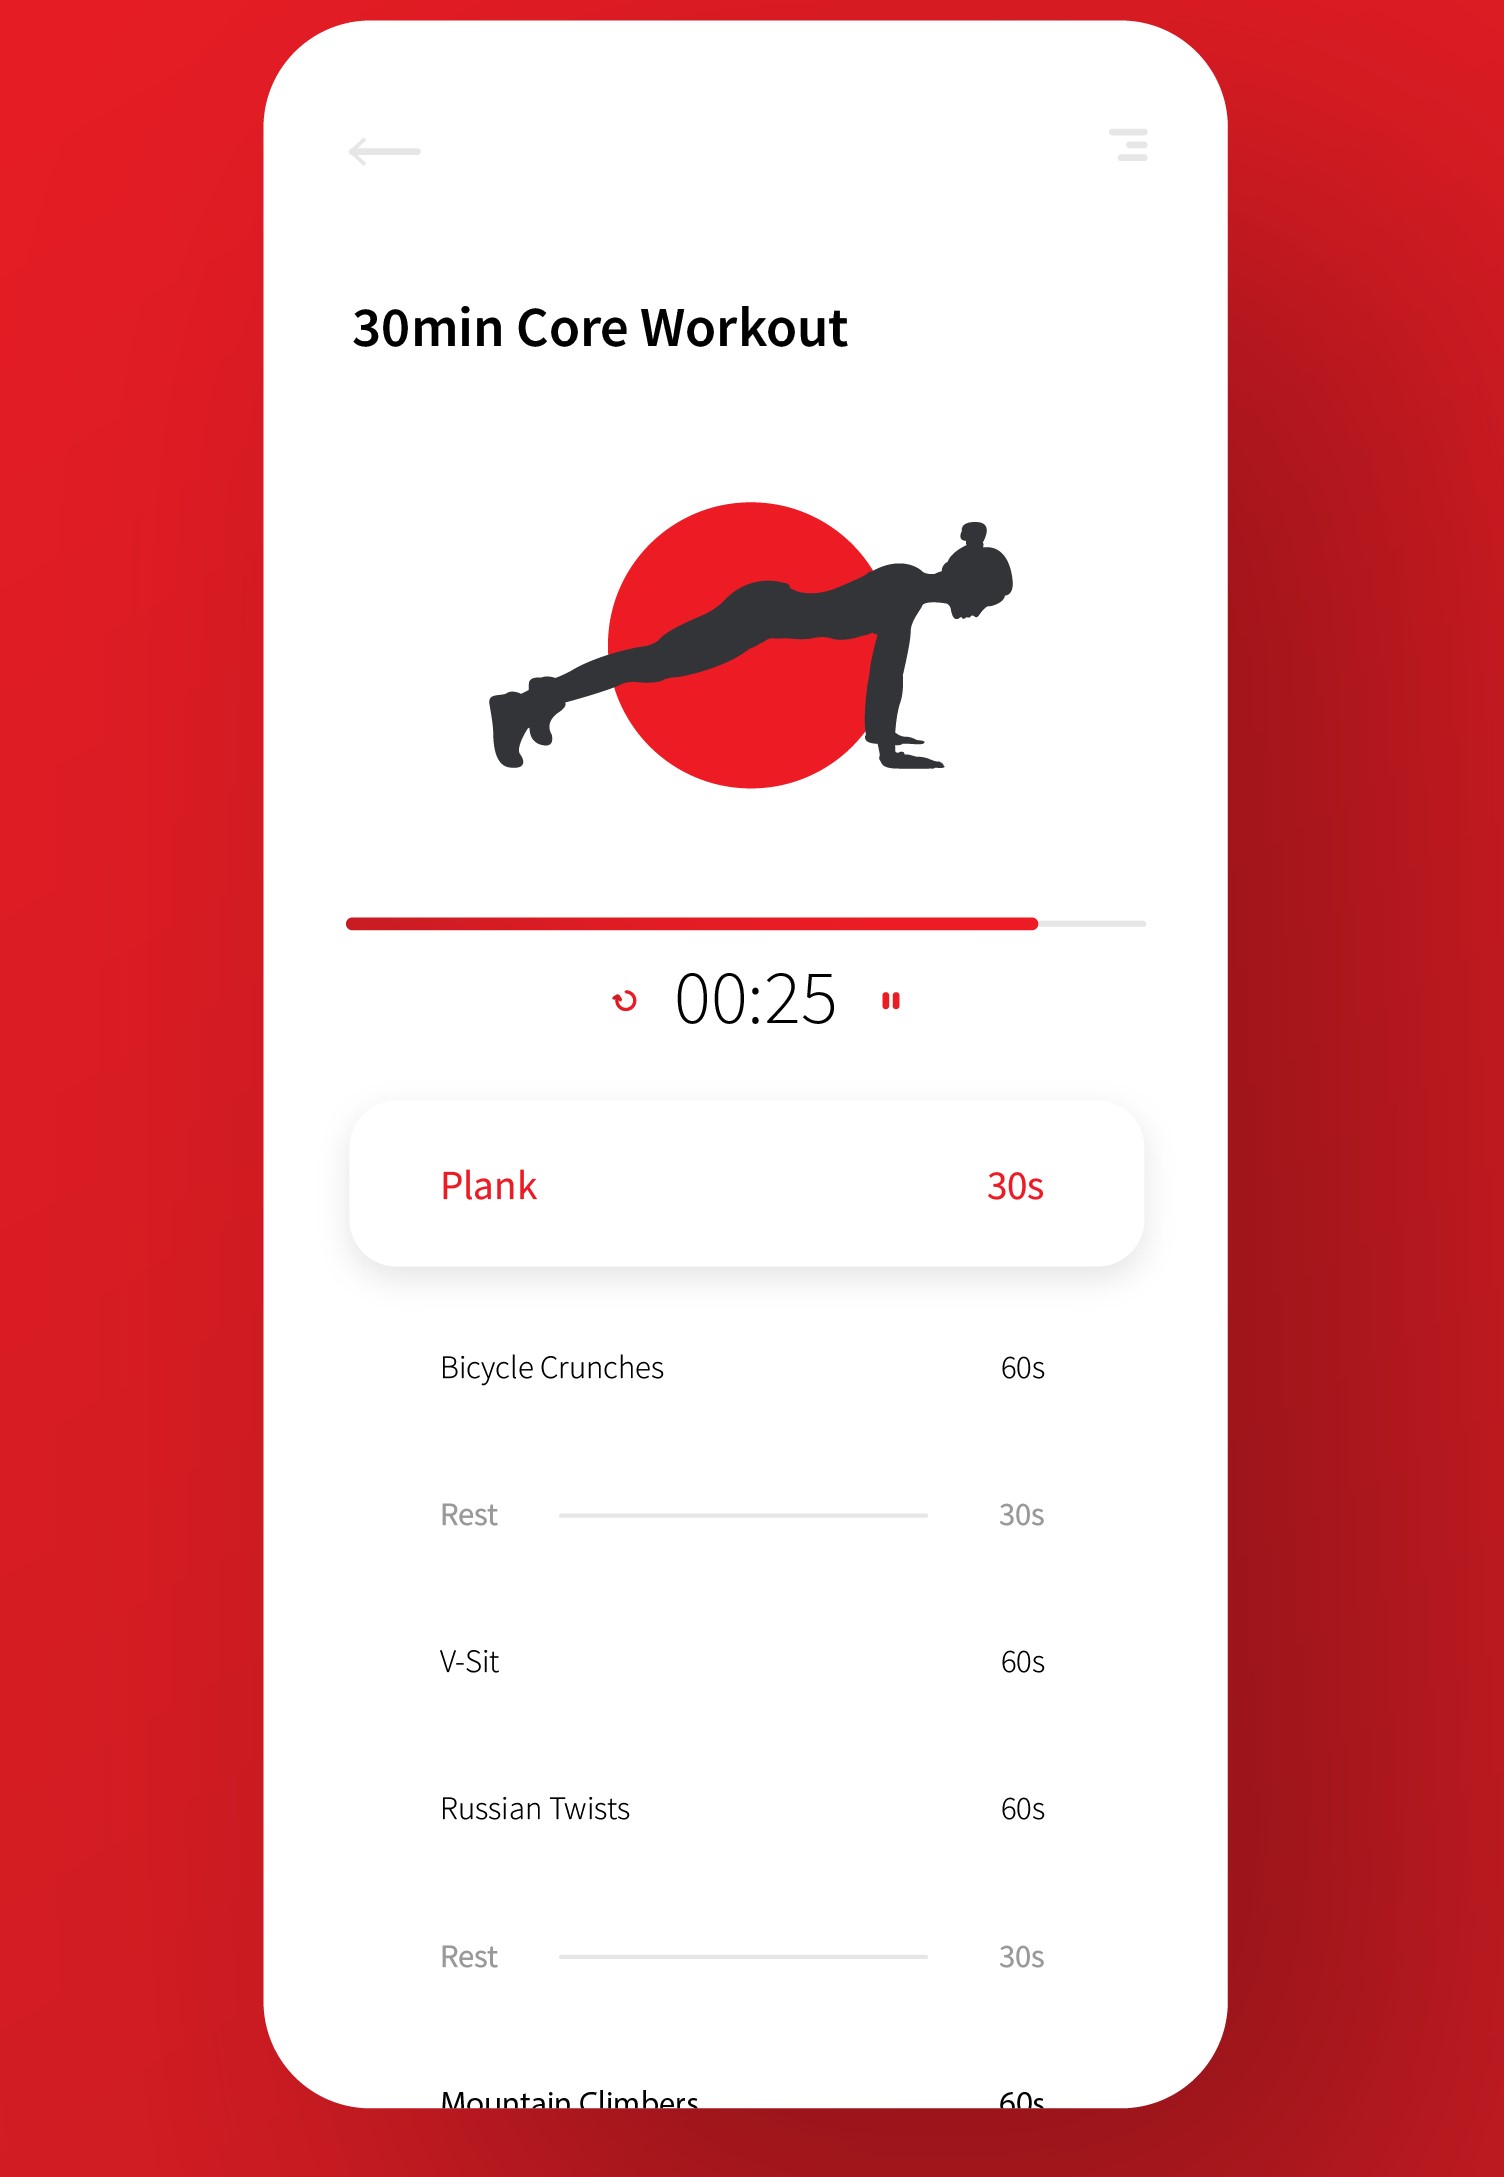 30min Core Workout
00:25
Plank 30s
Bicycle Crunches 60s
Rest 30s
V-Sit 60s
Russian Twists 60s
Rest 30s
Mountain Climbers 60s